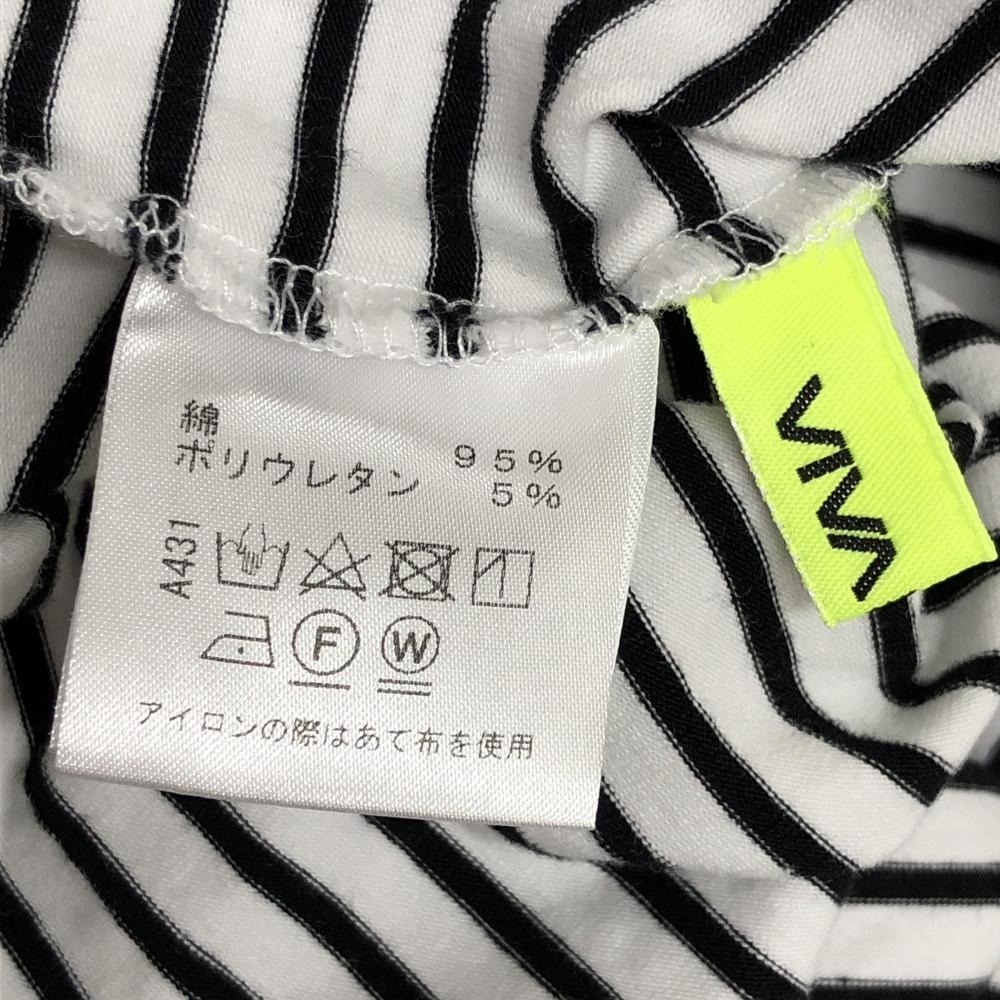 綿 95%
ポリウレタン 5%
A431
F W
アイロンの際はあて布を使用
VIVA